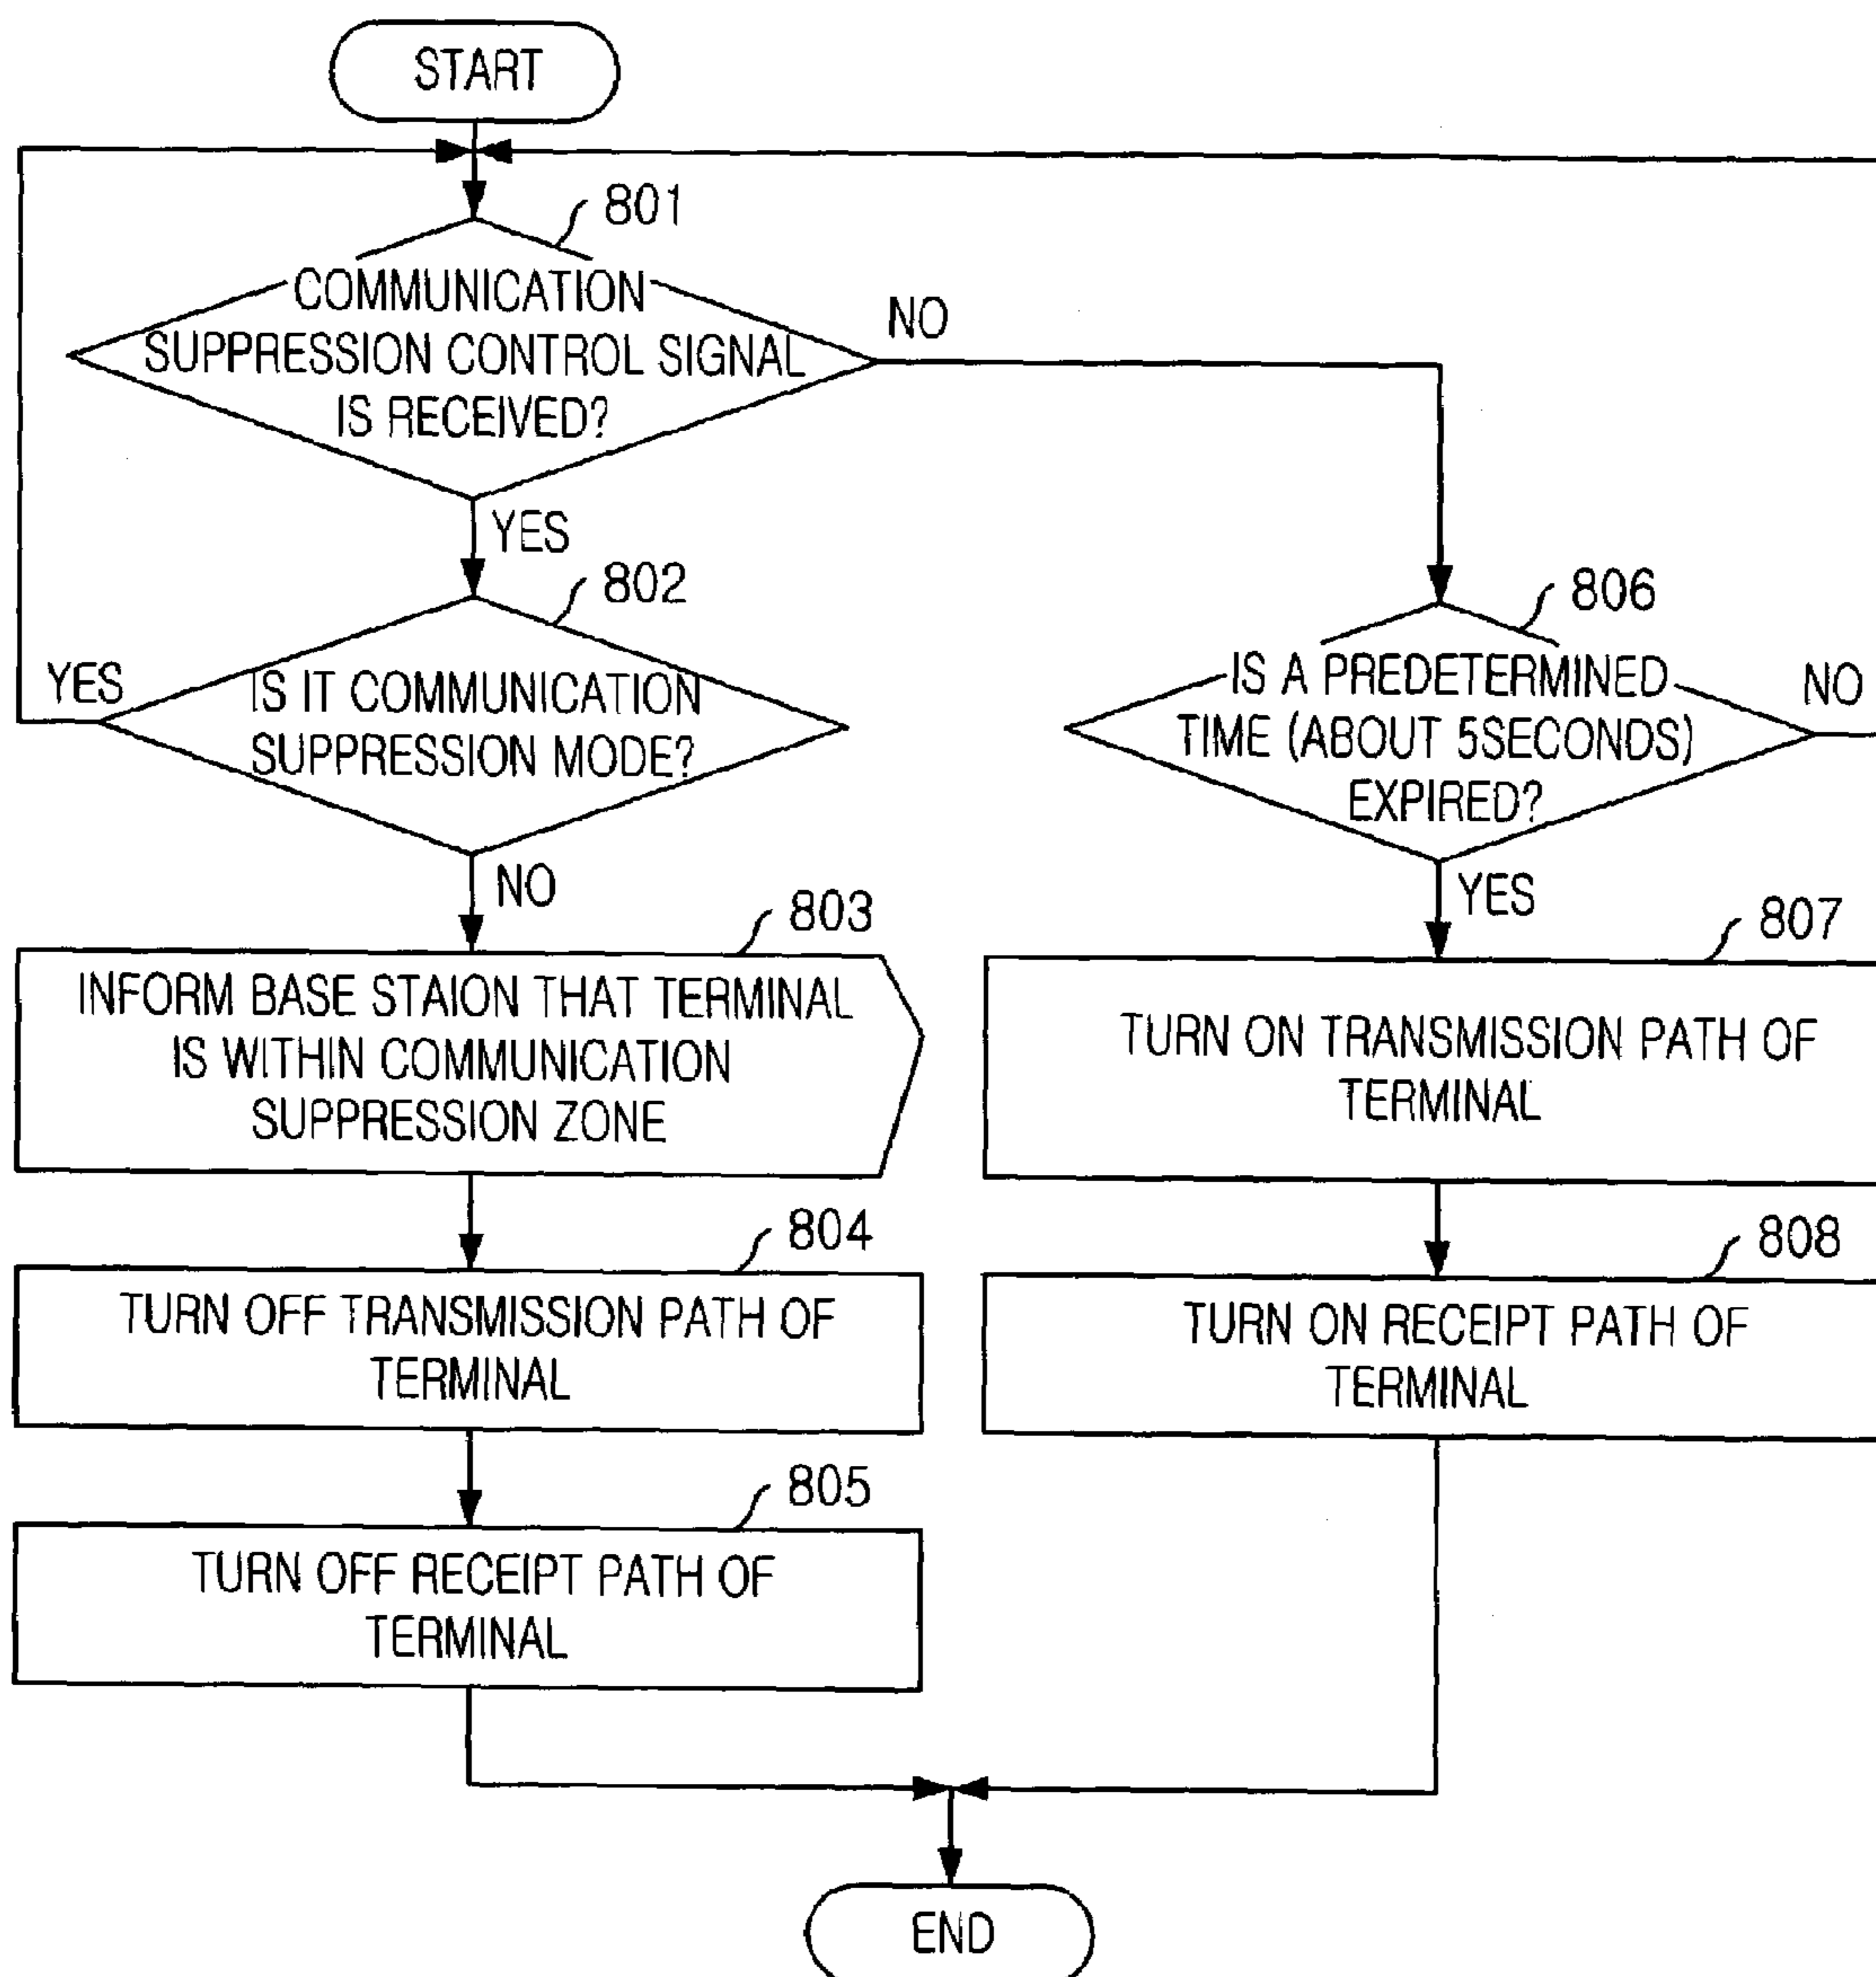 START
801
COMMUNICATION
SUPPRESSION CONTROL SIGNAL
IS RECEIVED?
NO
YES
802
IS IT COMMUNICATION
SUPPRESSION MODE?
YES
NO
806
IS A PREDETERMINED
TIME (ABOUT 5SECONDS)
EXPIRED?
NO
YES
803
INFORM BASE STAION THAT TERMINAL
IS WITHIN COMMUNICATION
SUPPRESSION ZONE
807
TURN ON TRANSMISSION PATH OF
TERMINAL
804
TURN OFF TRANSMISSION PATH OF
TERMINAL
808
TURN ON RECEIPT PATH OF
TERMINAL
805
TURN OFF RECEIPT PATH OF
TERMINAL
END